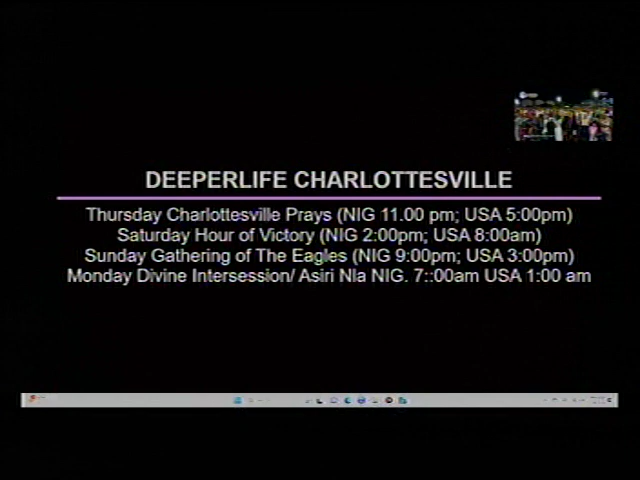 DEEPERLIFE CHARLOTTESVILLE
Thursday Charlottesville Prays (NIG 11.00 pm; USA 5:00pm)
Saturday Hour of Victory (NIG 2:00pm; USA 8:00am)
Sunday Gathering of The Eagles (NIG 9:00pm; USA 3:00pm)
Monday Divine Intersession/ Asiri Nla NIG. 7::00am USA 1:00 am